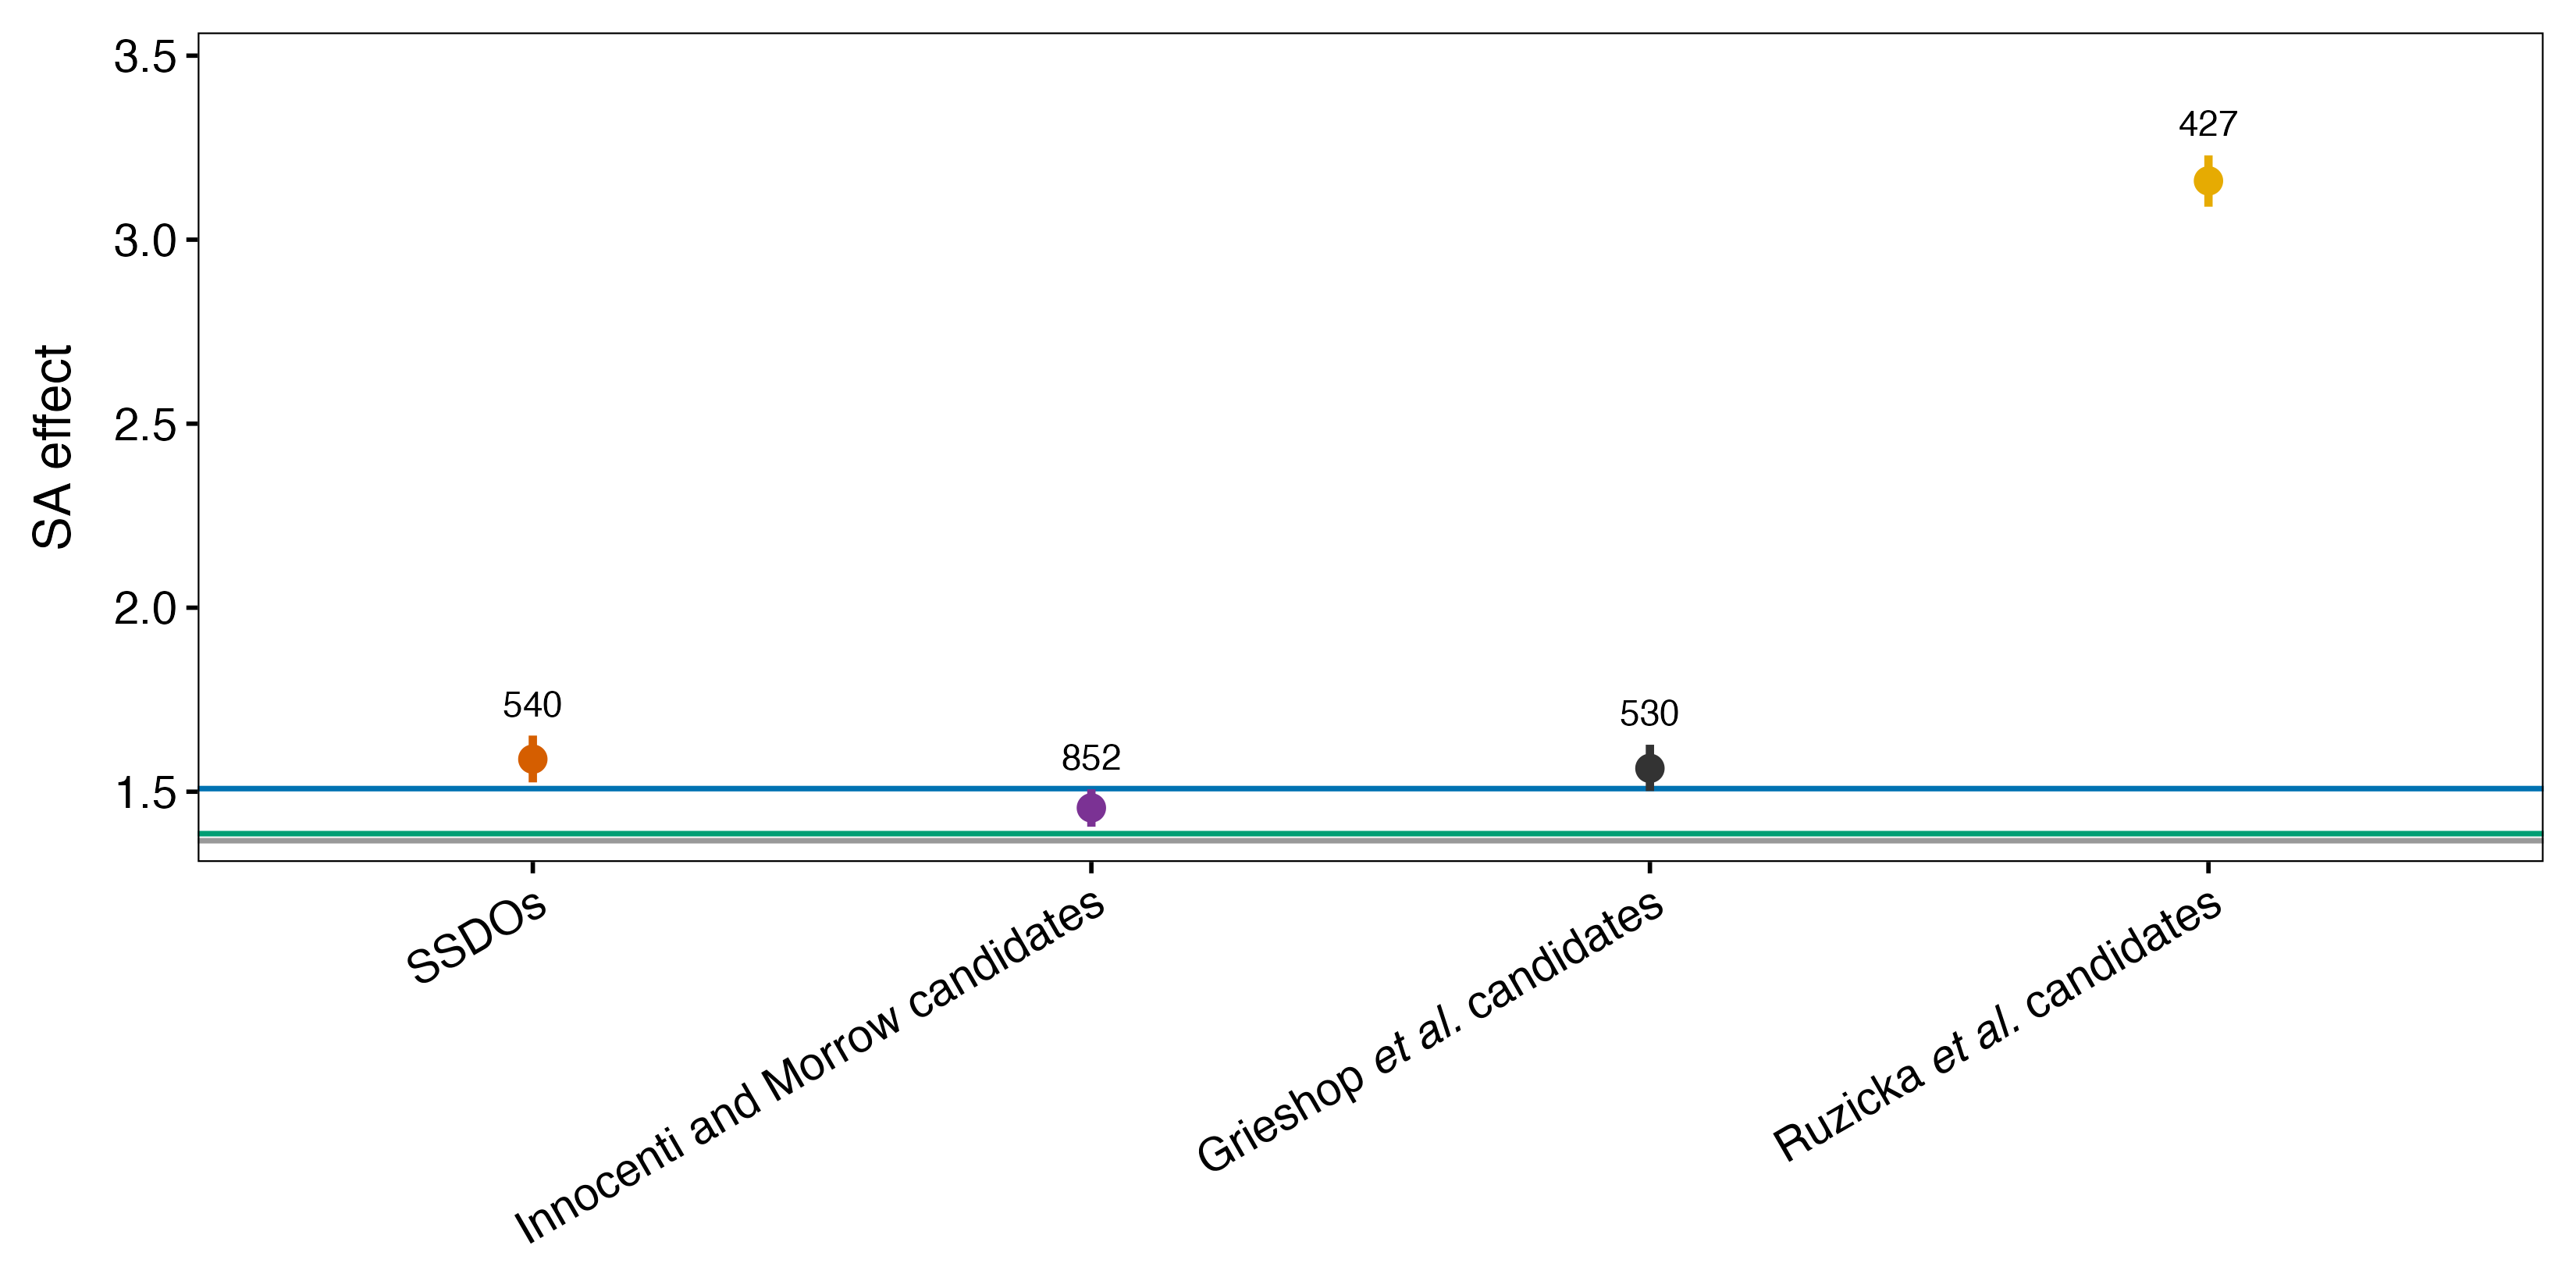 SA effect
3.5
3.0
2.5
2.0
1.5
540
852
530
427
SSDOs
Innocenti and Morrow candidates
Grieshop et al. candidates
Ruzicka et al. candidates